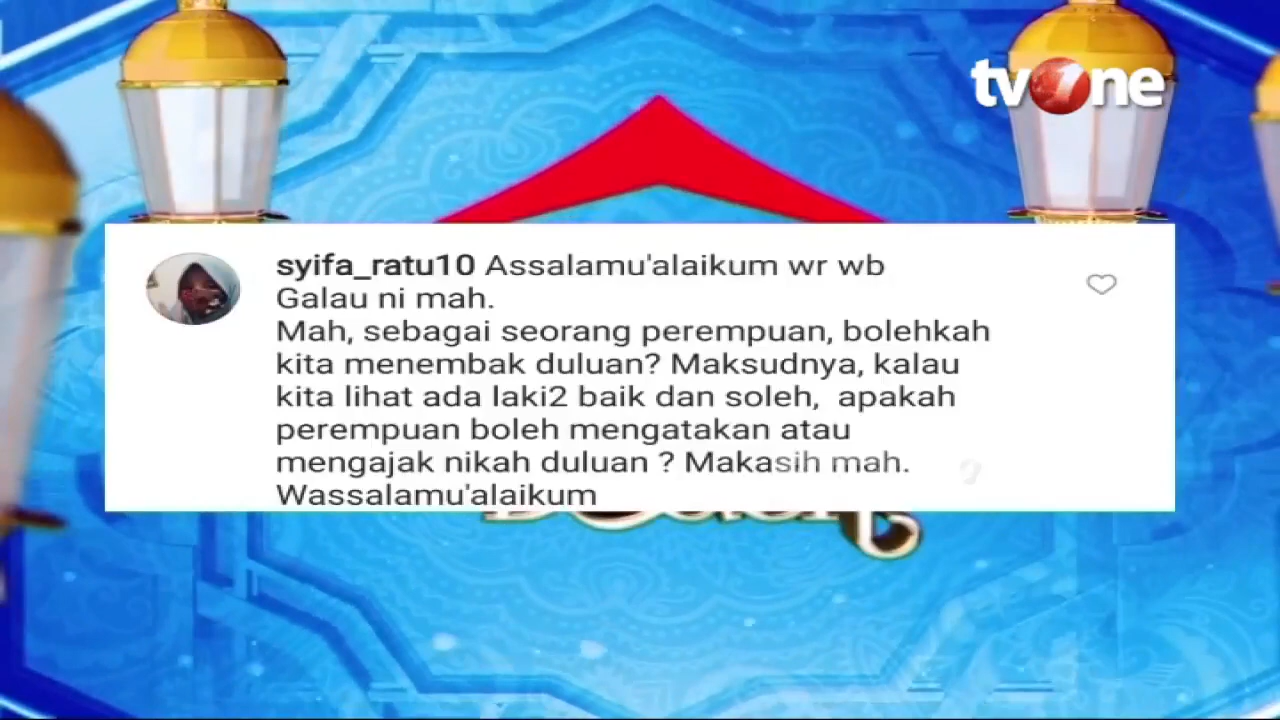 tvOne
syifa_ratu10 Assalamu'alaikum wr wb
Galau ni mah.
Mah, sebagai seorang perempuan, bolehkah
kita menembak duluan? Maksudnya, kalau
kita lihat ada laki2 baik dan soleh, apakah
perempuan boleh mengatakan atau
mengajak nikah duluan ? Makasih mah.
Wassalamu'alaikum